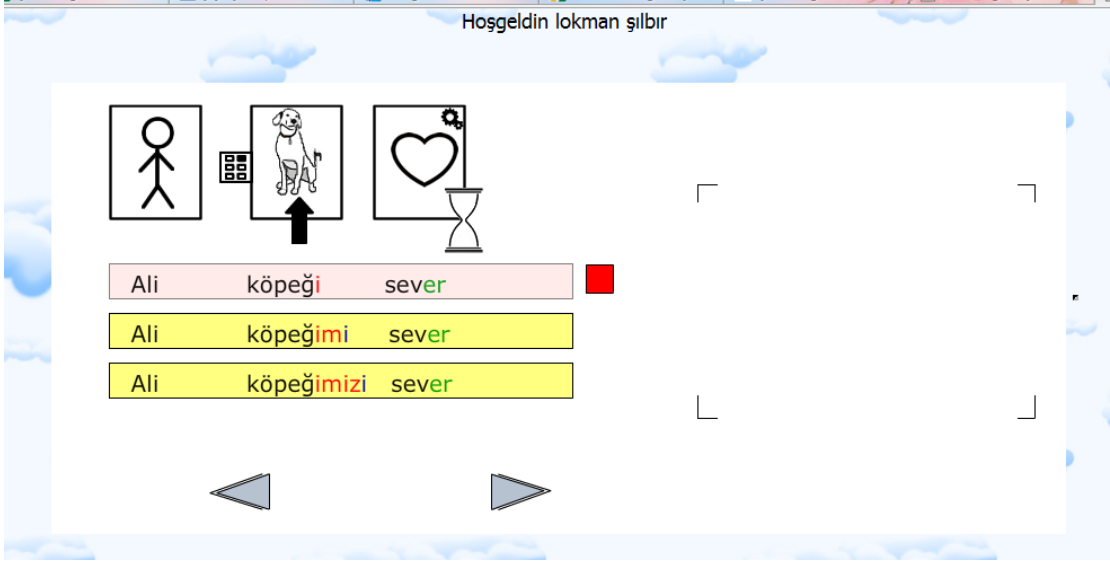 Hoşgeldin lokman şılbır
Ali köpeği sever
Ali köpeğimi sever
Ali köpeğimizi sever